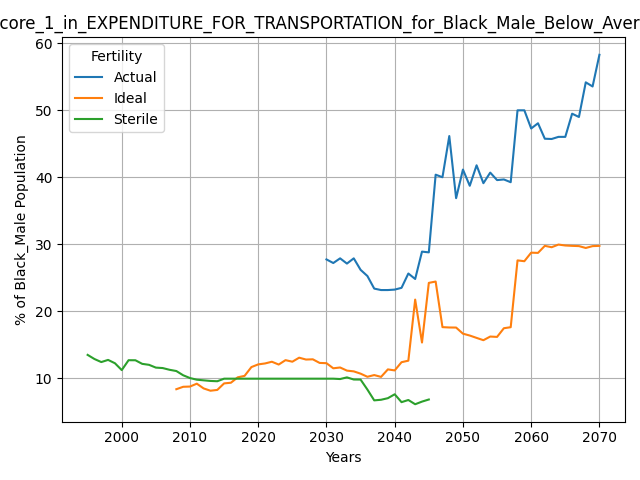 core_1_in_EXPENDITURE_FOR_TRANSPORTATION_for_Black_Male_Below_Aver
Fertility
Actual
Ideal
Sterile
% of Black_Male Population
60
50
40
30
20
10
2000 2010 2020 2030 2040 2050 2060 2070
Years